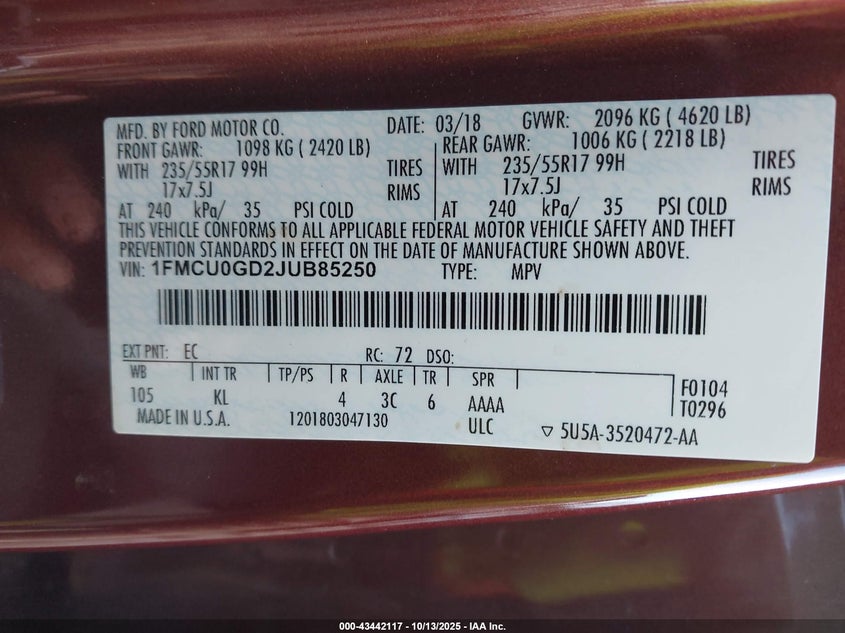 MFD. BY FORD MOTOR CO. DATE: 03/18 GVWR: 2096 KG ( 4620 LB)
FRONT GAWR: 1098 KG ( 2420 LB) REAR GAWR: 1006 KG ( 2218 LB)
WITH 235/55R17 99H TIRES WITH 235/55R17 99H TIRES
17x7.5J RIMS 17x7.5J RIMS
AT 240 kPa/ 35 PSI COLD AT 240 kPa/ 35 PSI COLD
THIS VEHICLE CONFORMS TO ALL APPLICABLE FEDERAL MOTOR VEHICLE SAFETY AND THEFT
PREVENTION STANDARDS IN EFFECT ON THE DATE OF MANUFACTURE SHOWN ABOVE.
VIN: 1FMCU0GD2JUB85250 TYPE: MPV
EXT PNT: EC RC: 72 DSO:
WB INT TR TP/PS R AXLE TR SPR
105 KL 4 3C 6 AAAA F0104
T0296
MADE IN U.S.A. 1201803047130 ULC ▽ 5U5A-3520472-AA
000-43442117 - 10/13/2025 - IAA Inc.